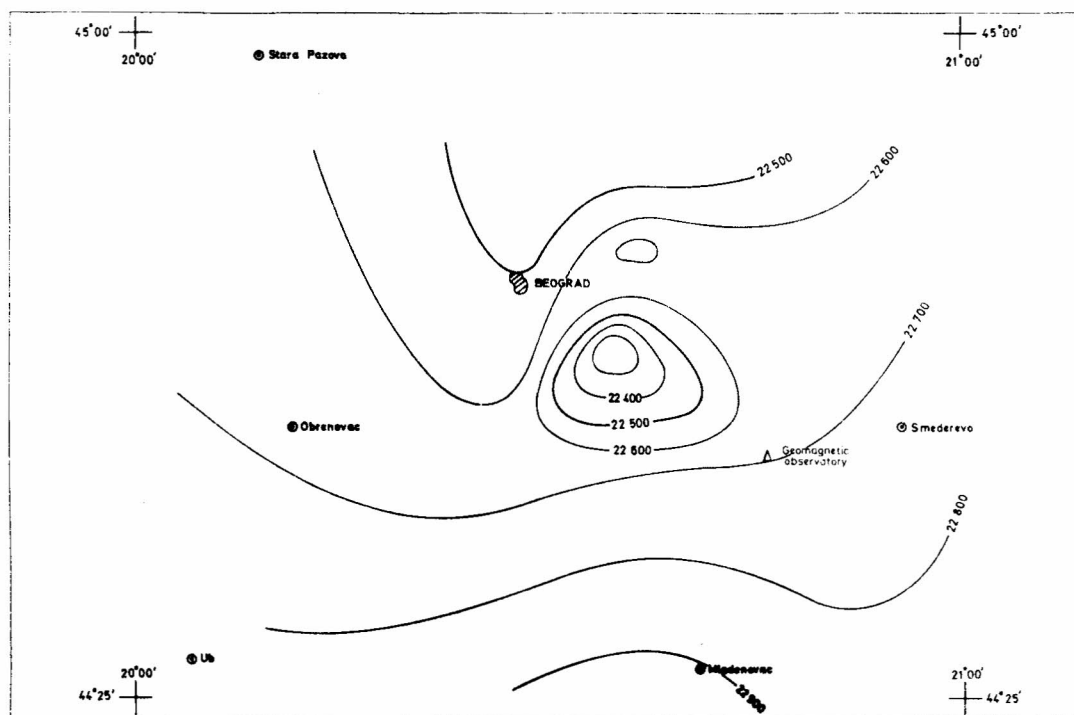 45°00'
20°00'
Stara Pazova
45°00'
21°00'
22 500
22 600
BEOGRAD
22 700
22 400
22 500
22 600
Obrenovac
Smederevo
Geomagnetic
observatory
22 800
Ub
Mladenovac
22 900
20°00'
44°25'
21°00'
44°25'